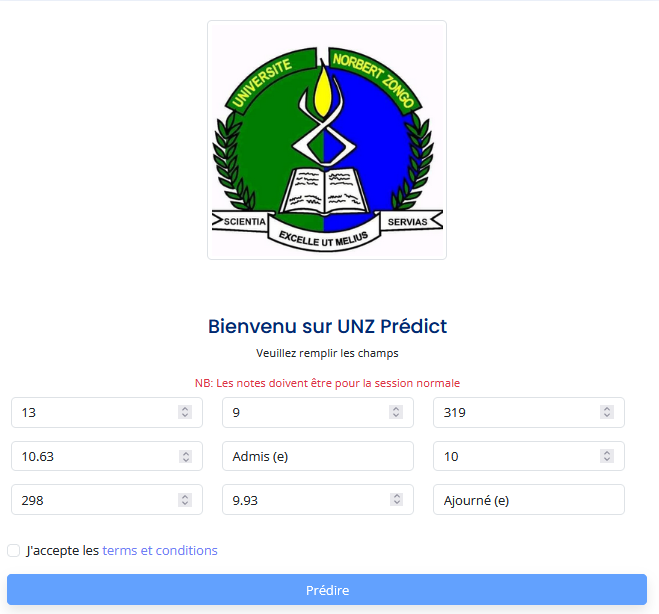 UNIVERSITE NORBERT ZONGO
SCIENTIA
EXCELLE UT MELIUS
SERVIAS
Bienvenu sur UNZ Prédict
Veuillez remplir les champs
NB: Les notes doivent être pour la session normale
13 9 319
10.63 Admis (e) 10
298 9.93 Ajourné (e)
J'accepte les terms et conditions
Prédire